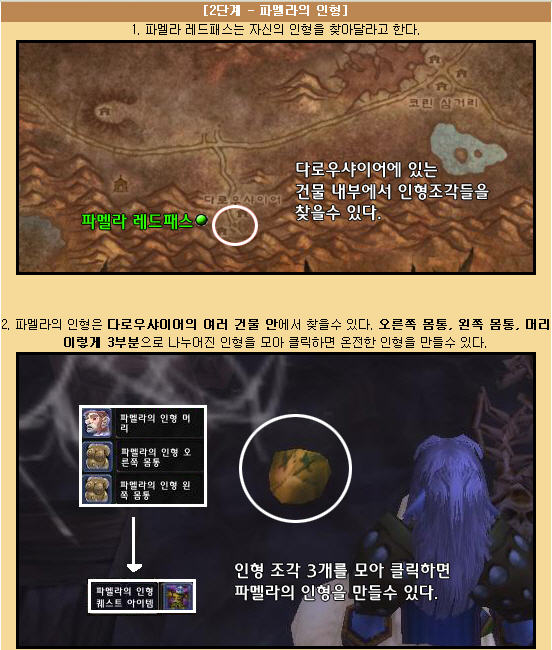 [2단계 - 파멜라의 인형]
1. 파멜라 레드패스는 자신의 인형을 찾아달라고 한다.
코린 삼거리
다로우샤이어에 있는
건물 내부에서 인형조각들을
찾을수 있다.
다로우샤이어
파멜라 레드패스
2. 파멜라의 인형은 다로우샤이어의 여러 건물 안에서 찾을수 있다. 오른쪽 몸통, 왼쪽 몸통, 머리
이렇게 3부분으로 나누어진 인형을 모아 클릭하면 온전한 인형을 만들수 있다.
파멜라의 인형 머
리
파멜라의 인형 오
른쪽 몸통
파멜라의 인형 왼
쪽 몸통
인형 조각 3개를 모아 클릭하면
파멜라의 인형을 만들수 있다.
파멜라의 인형
퀘스트 아이템